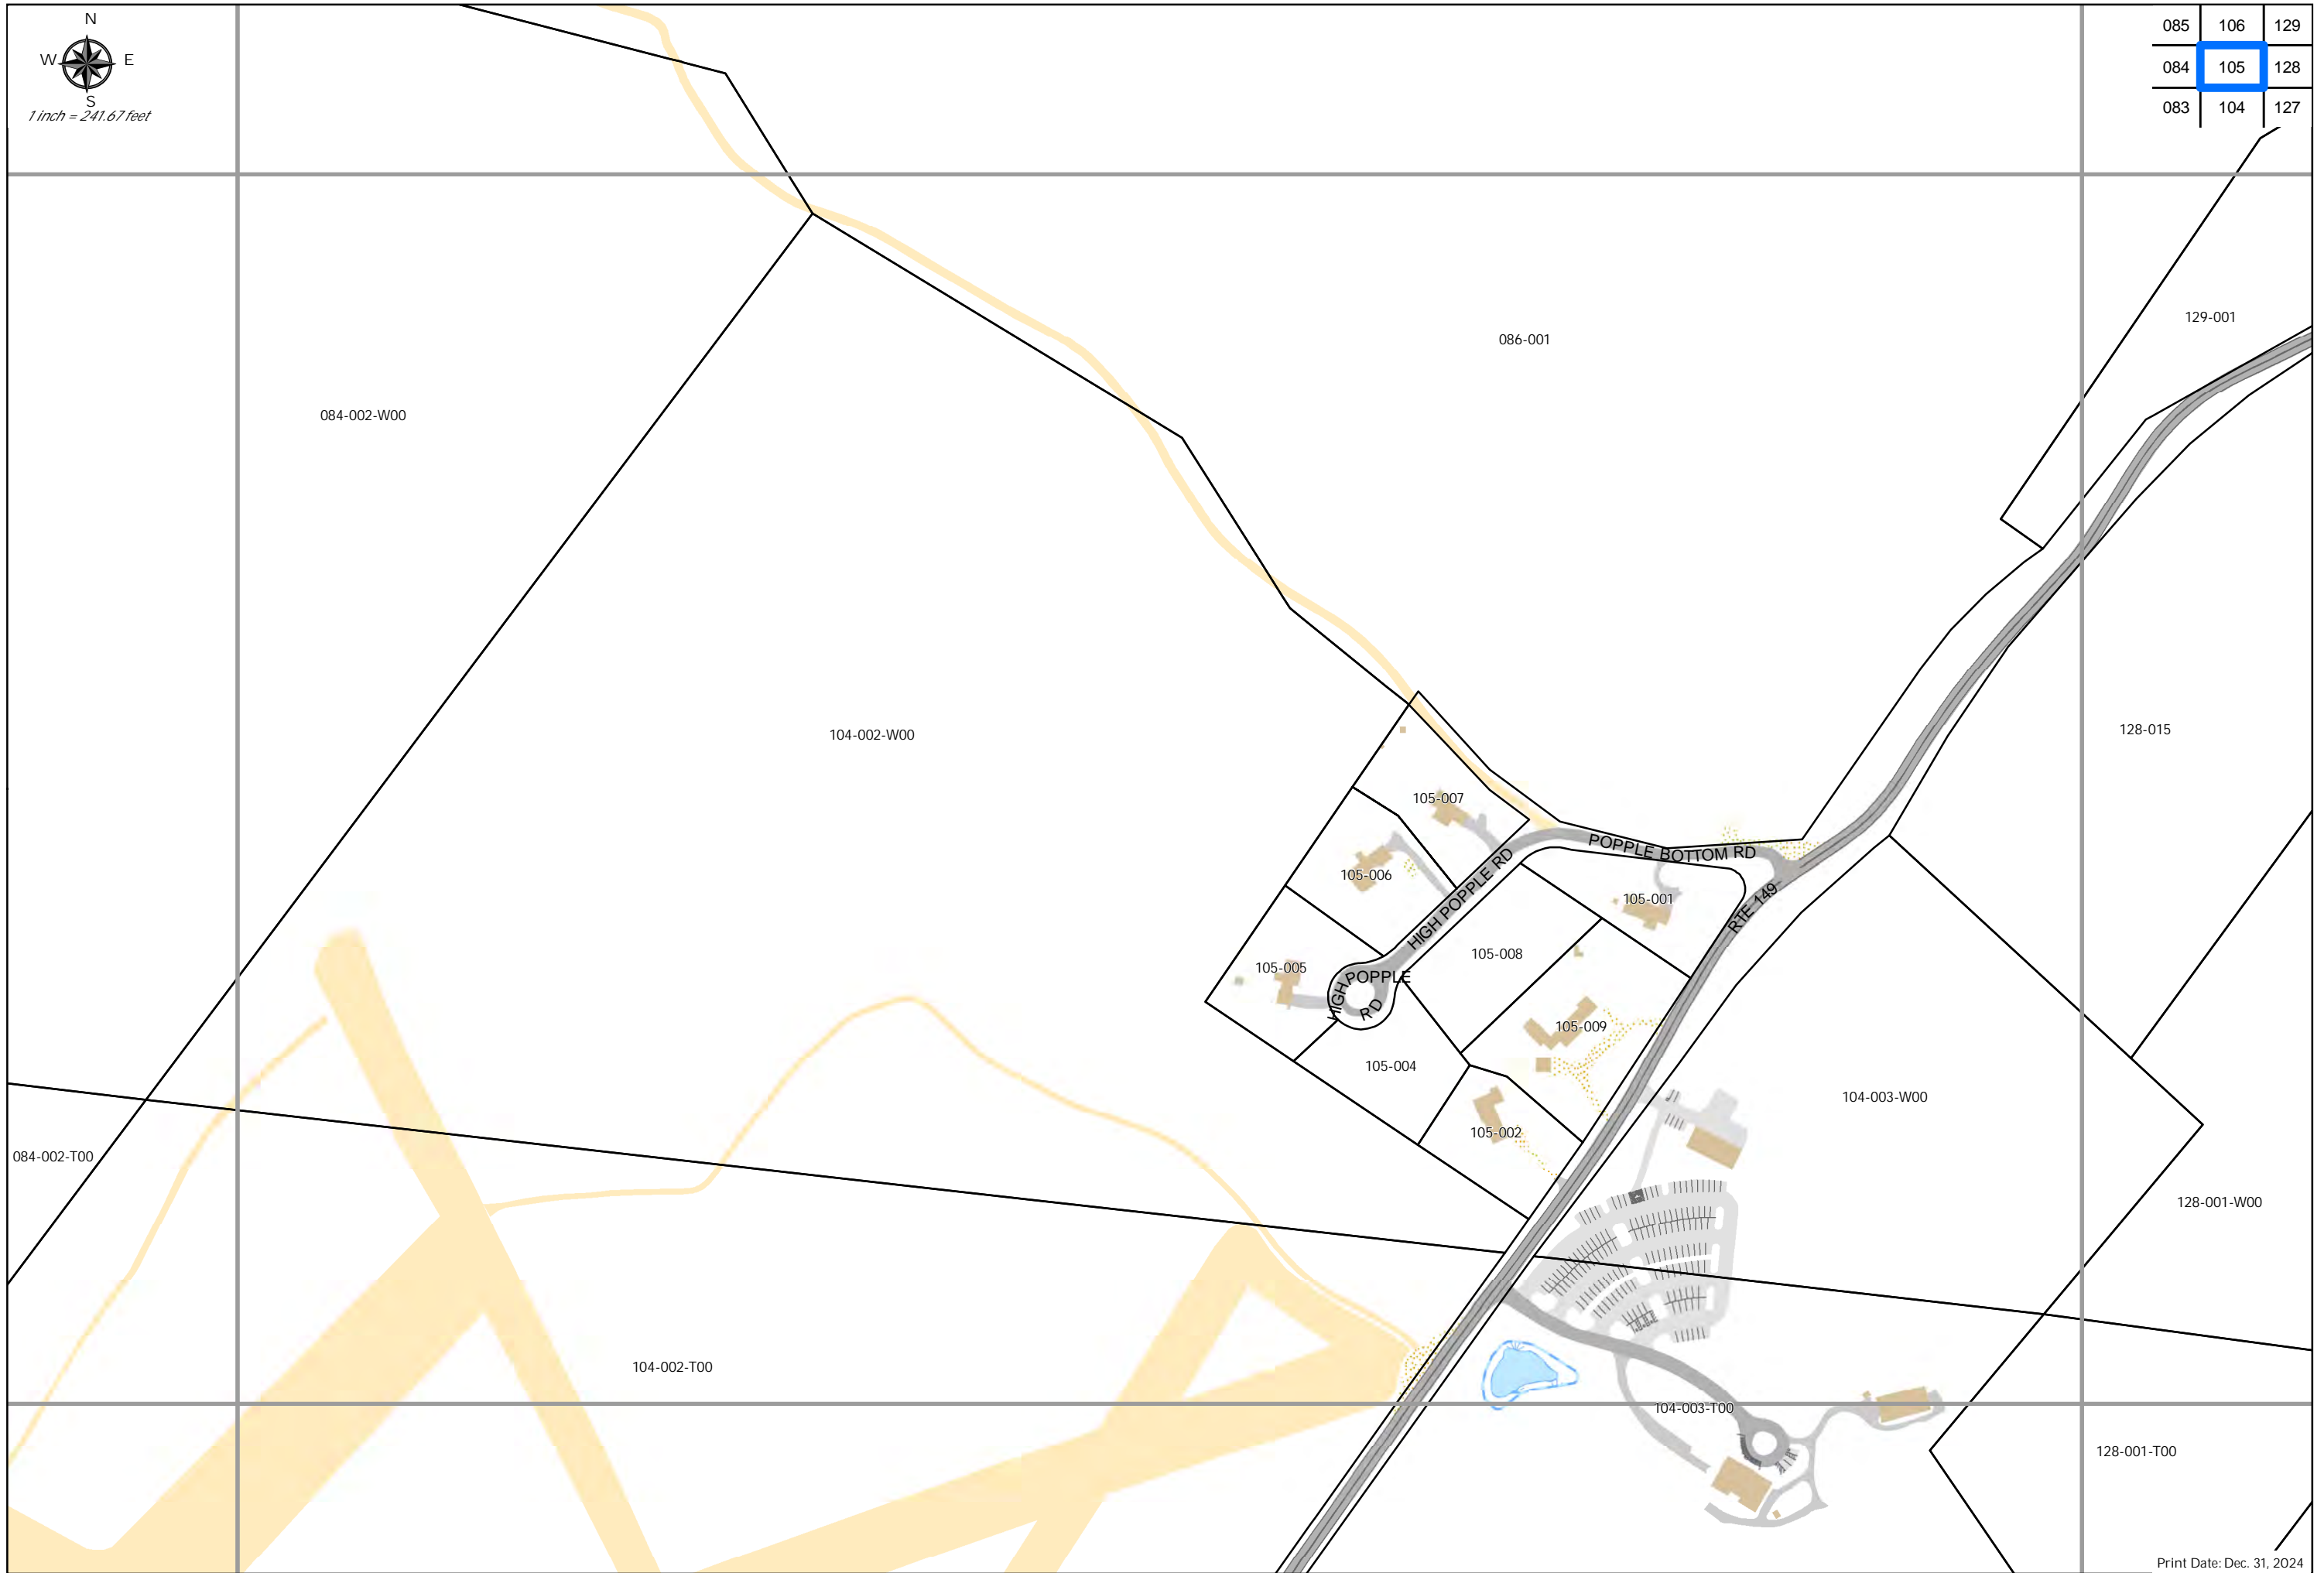 N
W E
S
1 inch = 241.67 feet
085 106 129
084 105 128
083 104 127
129-001
086-001
084-002-W00
128-015
104-002-W00
105-007
POPPLE BOTTOM RD
105-006
HIGH POPPLE RD
105-001
RTE 149
105-008
105-005
HIGH POPPLE RD
105-009
105-004
104-003-W00
105-002
084-002-T00
128-001-W00
104-002-T00
104-003-T00
128-001-T00
Print Date: Dec. 31, 2024